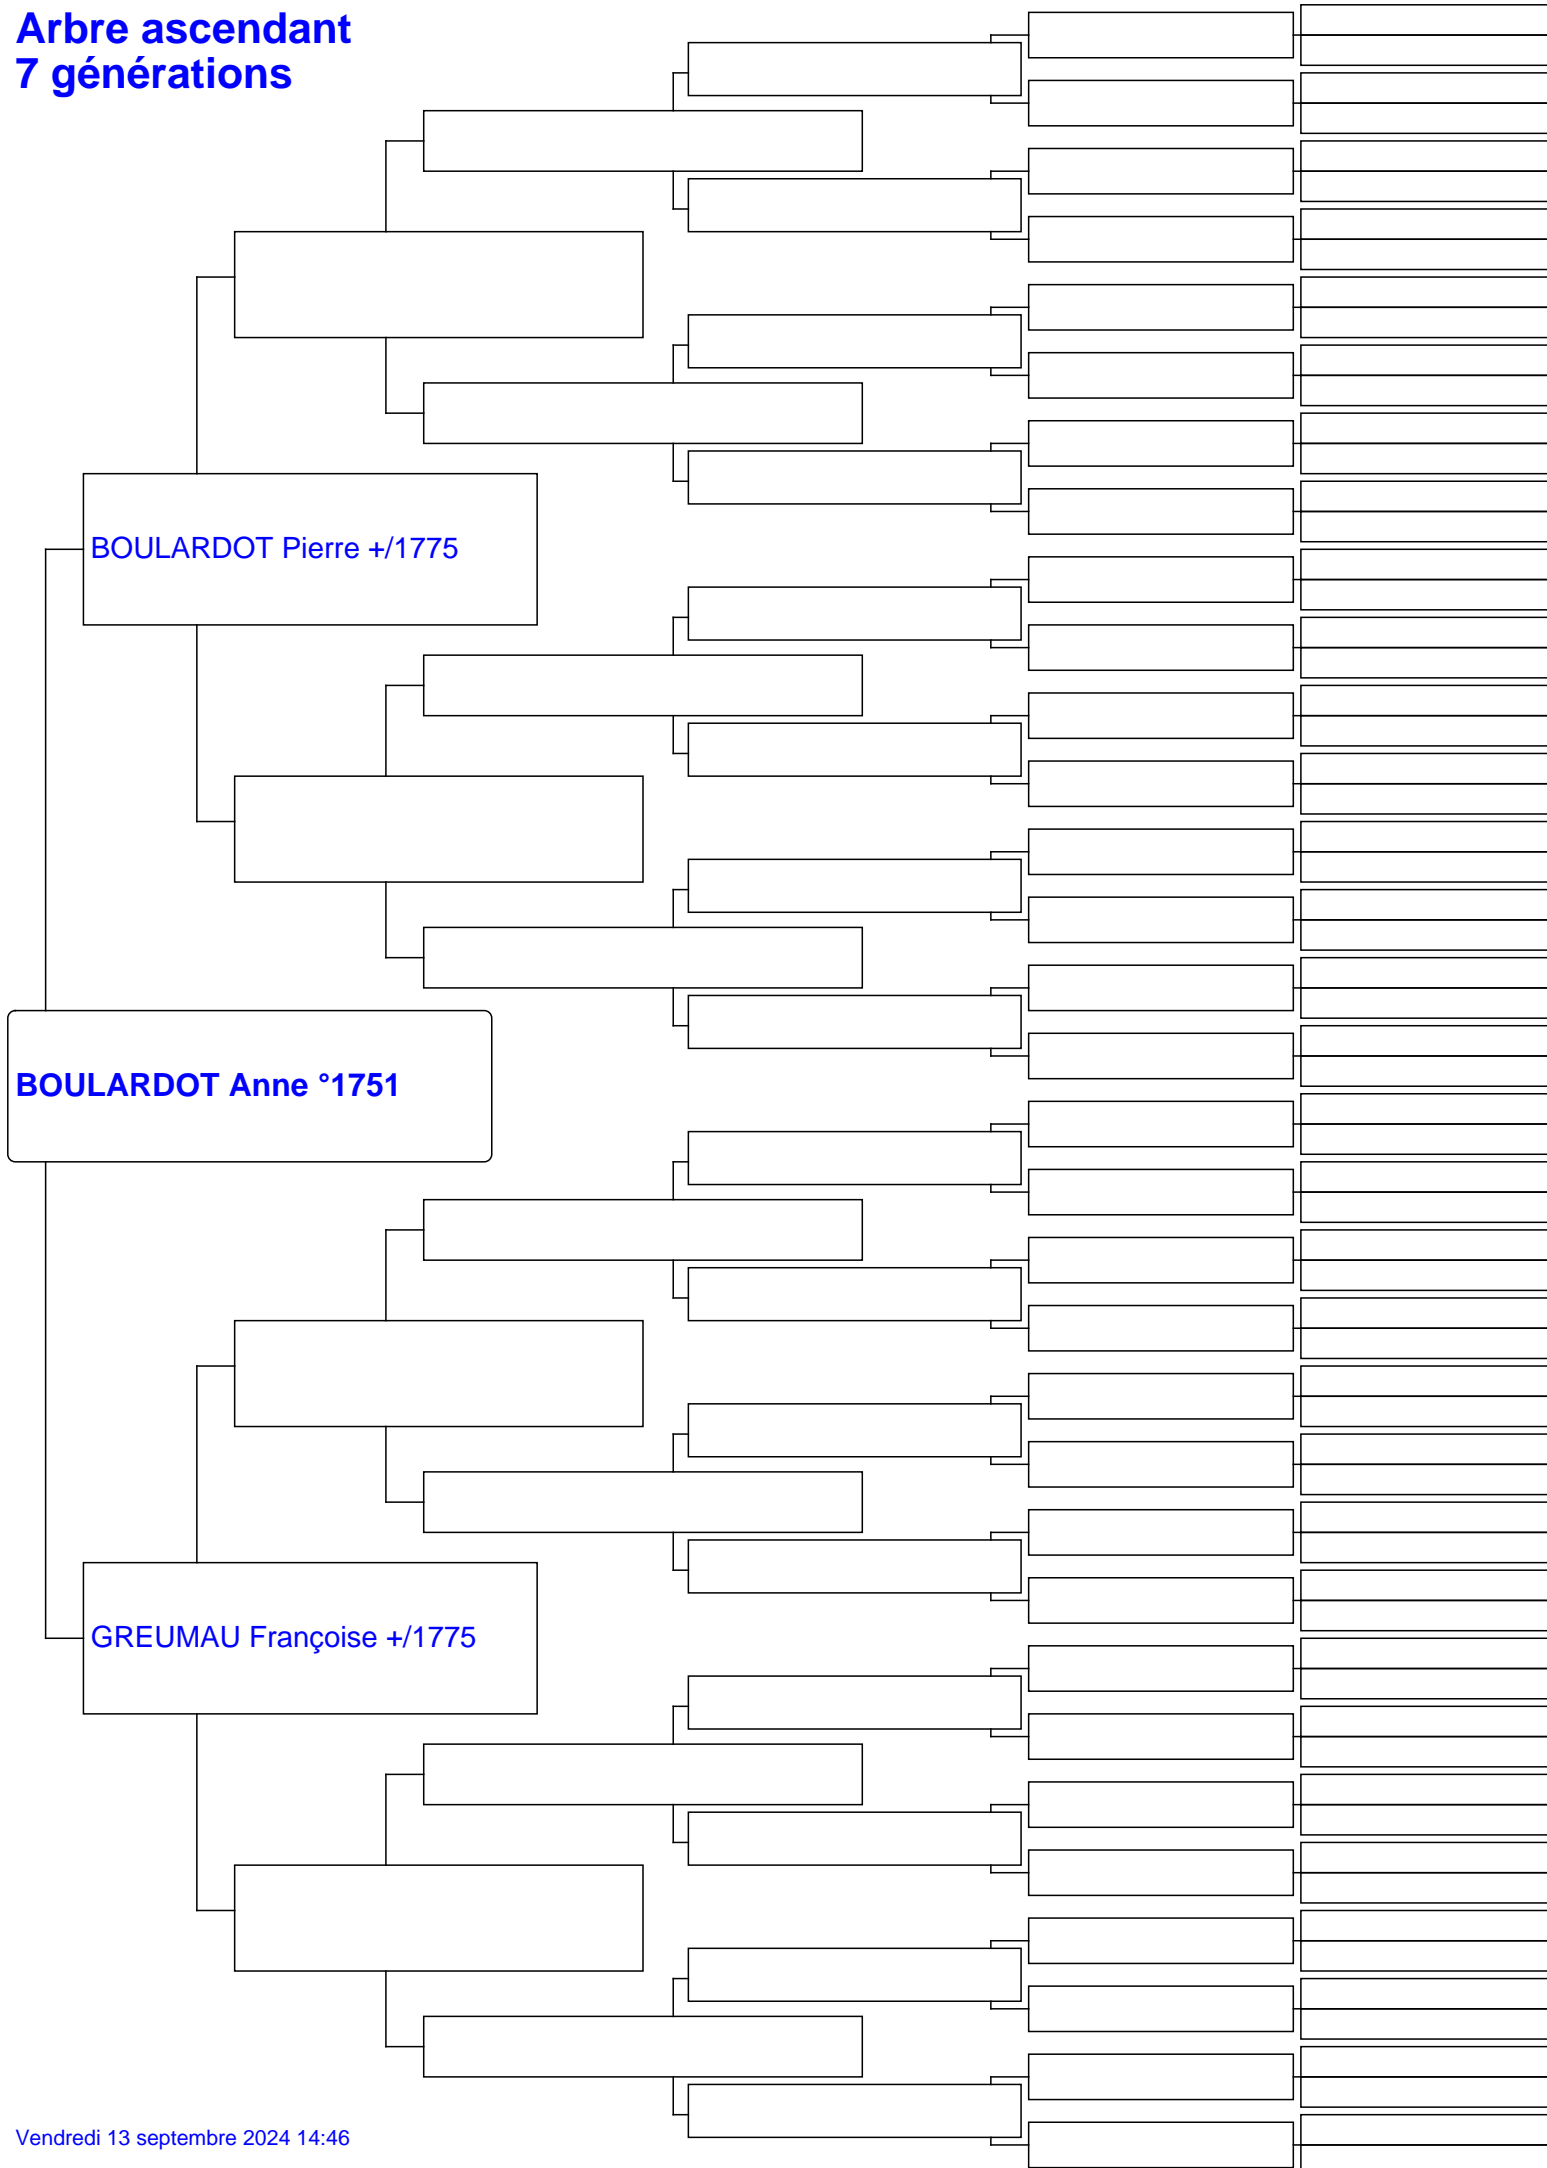 Arbre ascendant
7 générations
BOULARDOT Pierre +/1775
BOULARDOT Anne °1751
GREUMAU Françoise +/1775
Vendredi 13 septembre 2024 14:46